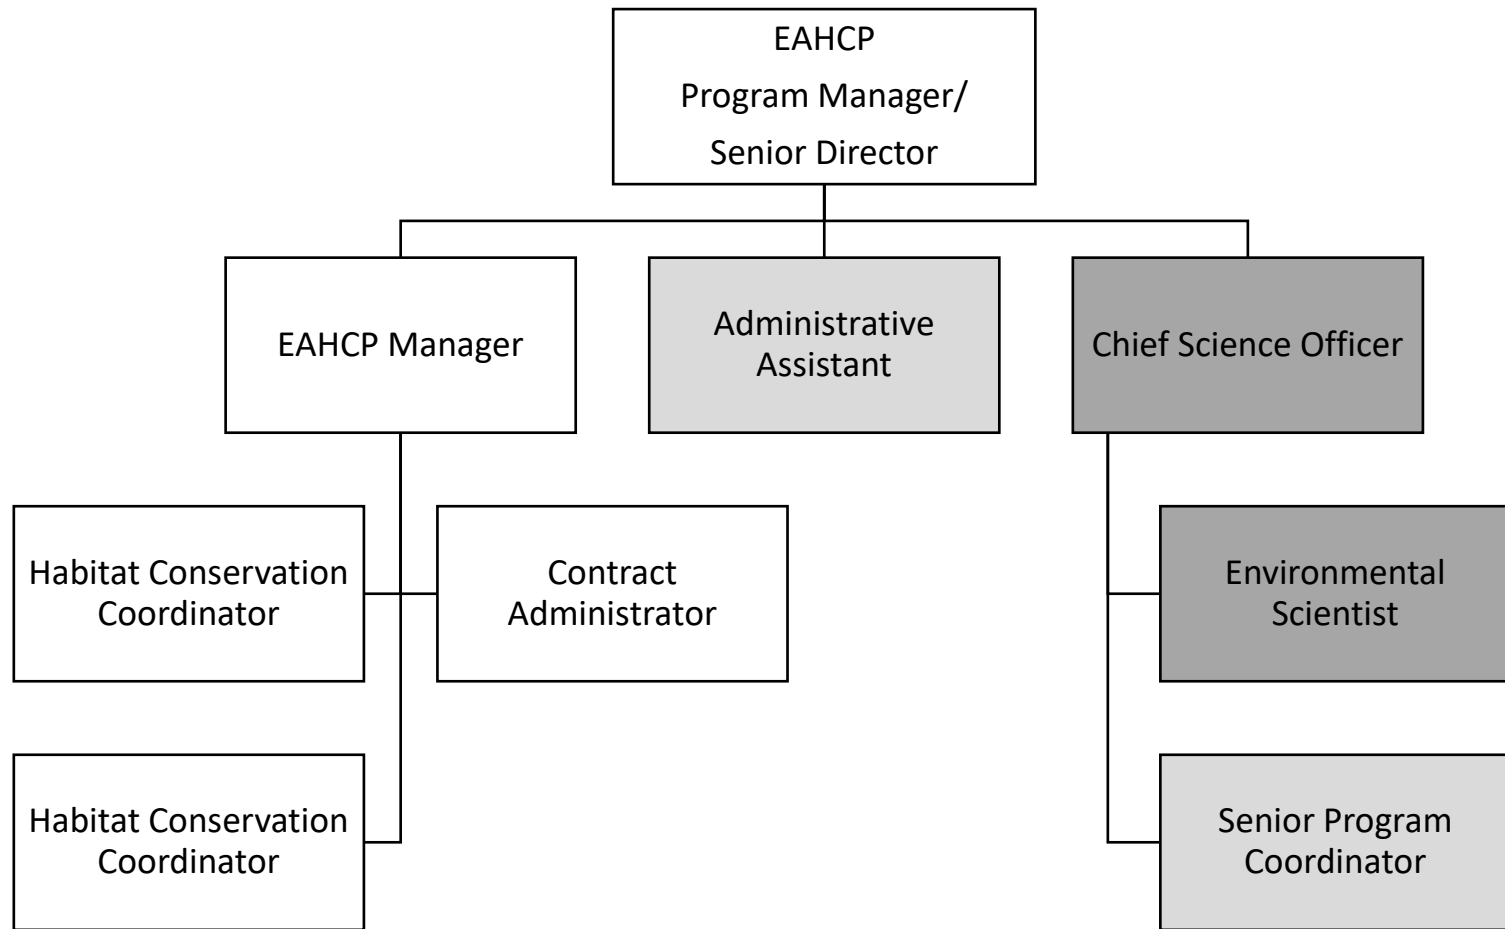 EAHCP
Program Manager/
Senior Director
EAHCP Manager
Administrative
Assistant
Chief Science Officer
Habitat Conservation
Coordinator
Contract
Administrator
Environmental
Scientist
Habitat Conservation
Coordinator
Senior Program
Coordinator